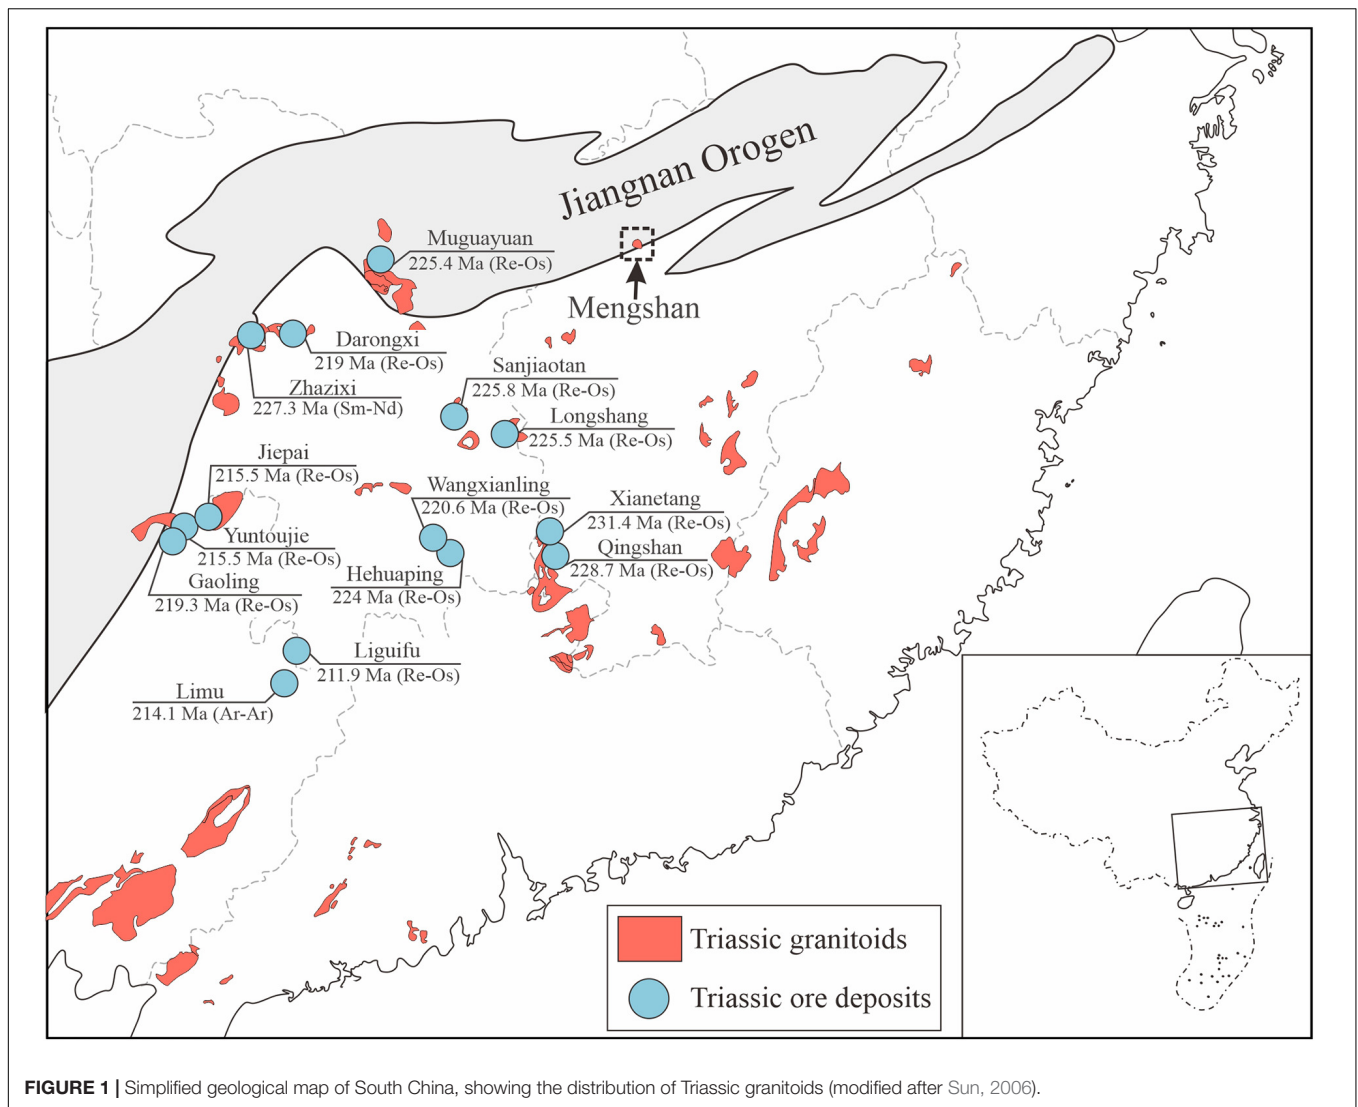 Jiangnan Orogen
Muguayuan
225.4 Ma (Re-Os)
Mengshan
Darongxi
219 Ma (Re-Os)
Zhazixi
227.3 Ma (Sm-Nd)
Sanjiaotan
225.8 Ma (Re-Os)
Longshang
225.5 Ma (Re-Os)
Jiepai
215.5 Ma (Re-Os)
Wangxianling
220.6 Ma (Re-Os)
Xianetang
231.4 Ma (Re-Os)
Yuntoujie
215.5 Ma (Re-Os)
Qingshan
228.7 Ma (Re-Os)
Gaoling
219.3 Ma (Re-Os)
Hehuaping
224 Ma (Re-Os)
Liguifu
211.9 Ma (Re-Os)
Limu
214.1 Ma (Ar-Ar)
Triassic granitoids
Triassic ore deposits
FIGURE 1 | Simplified geological map of South China, showing the distribution of Triassic granitoids (modified after Sun, 2006).